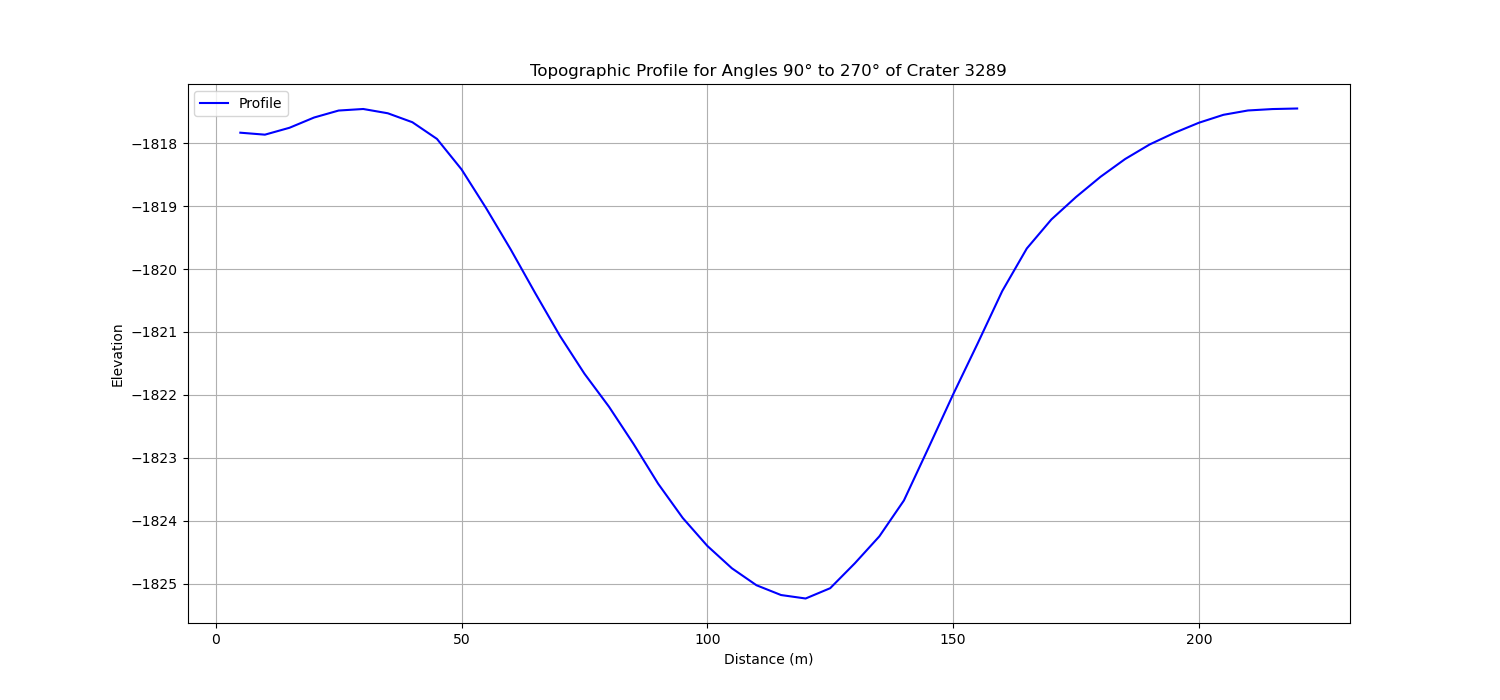 Topographic Profile for Angles 90° to 270° of Crater 3289
Profile
−1818
−1819
−1820
−1821
−1822
−1823
−1824
−1825
Elevation
0 50 100 150 200
Distance (m)